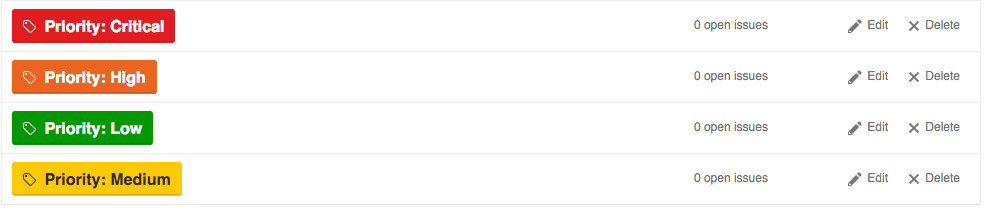 Priority: Critical 0 open issues Edit Delete
Priority: High 0 open issues Edit Delete
Priority: Low 0 open issues Edit Delete
Priority: Medium 0 open issues Edit Delete